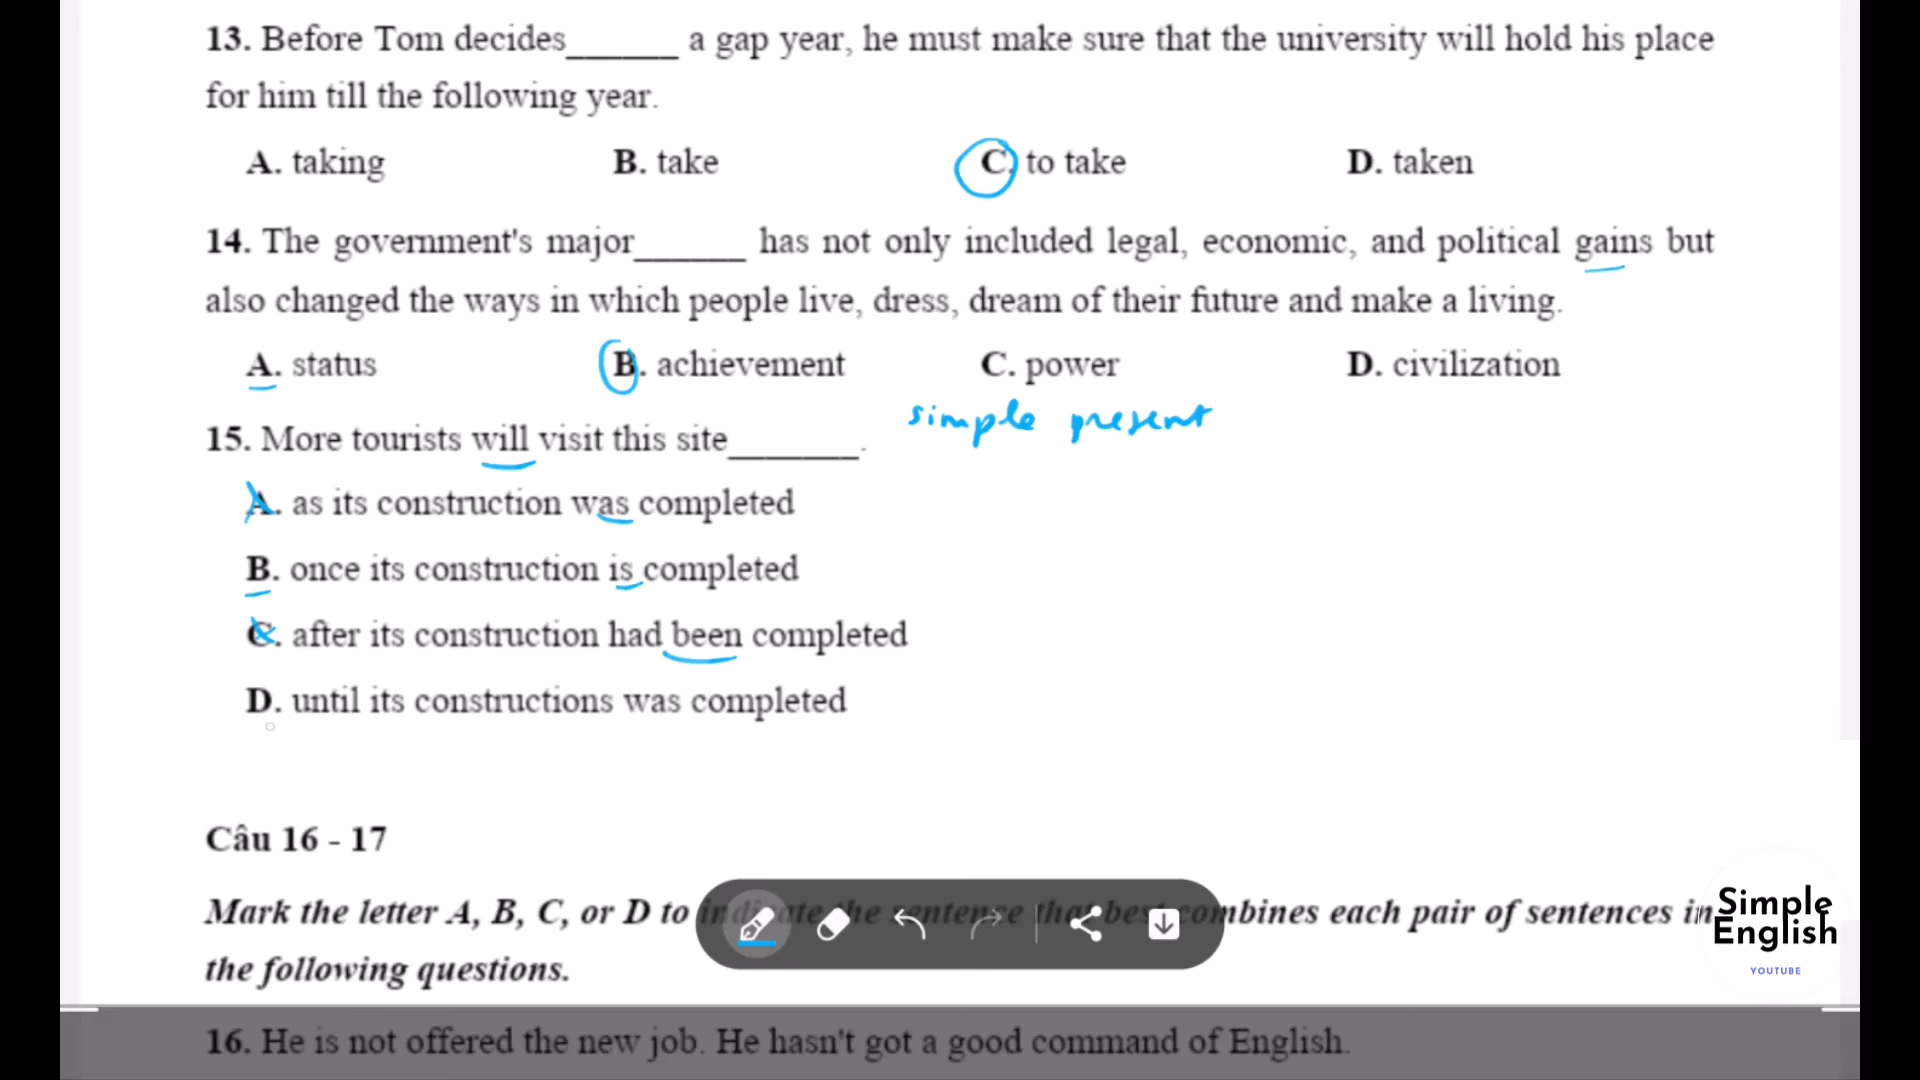 13. Before Tom decides______ a gap year, he must make sure that the university will hold his place
for him till the following year.
A. taking B. take C. to take D. taken
14. The government's major______ has not only included legal, economic, and political gains but
also changed the ways in which people live, dress, dream of their future and make a living.
A. status B. achievement C. power D. civilization
simple present
15. More tourists will visit this site_______.
A. as its construction was completed
B. once its construction is completed
C. after its construction had been completed
D. until its constructions was completed
Câu 16 - 17
Mark the letter A, B, C, or D to indicate the sentence that best combines each pair of sentences in
the following questions.
Simple
English
YOUTUBE
16. He is not offered the new job. He hasn't got a good command of English.